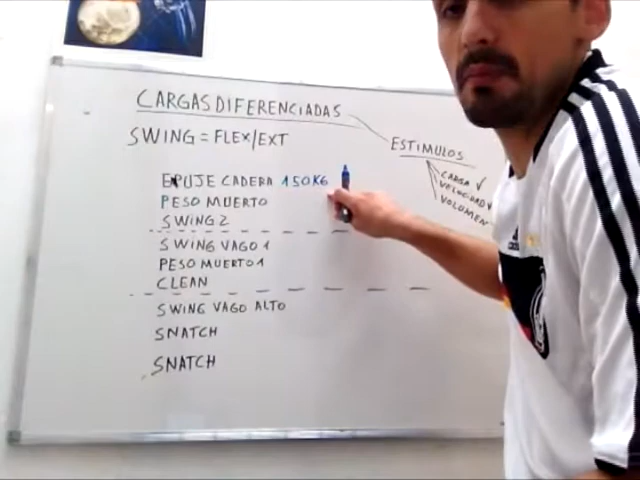 CARGAS DIFERENCIADAS
SWING = FLEX/EXT
ESTIMULOS
CARGA ✓
VELOCIDAD ✓
VOLUMEN
EPUJE CADERA 150KG
PESO MUERTO
SWING 2
SWING VAGO 1
PESO MUERTO 1
CLEAN
SWING VAGO ALTO
SNATCH
SNATCH